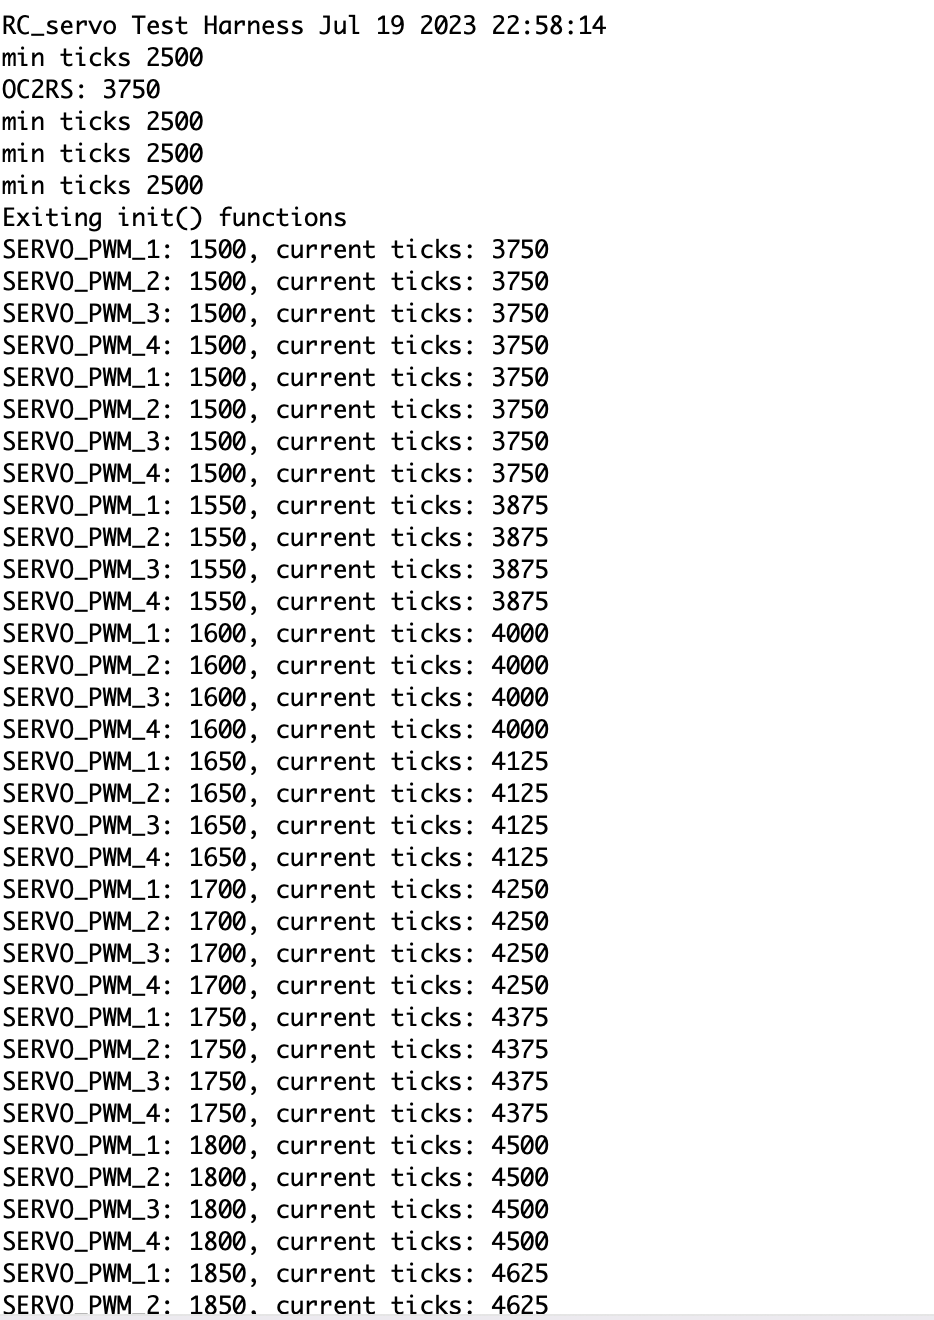 RC_servo Test Harness Jul 19 2023 22:58:14
min ticks 2500
OC2RS: 3750
min ticks 2500
min ticks 2500
min ticks 2500
Exiting init() functions
SERVO_PWM_1: 1500, current ticks: 3750
SERVO_PWM_2: 1500, current ticks: 3750
SERVO_PWM_3: 1500, current ticks: 3750
SERVO_PWM_4: 1500, current ticks: 3750
SERVO_PWM_1: 1500, current ticks: 3750
SERVO_PWM_2: 1500, current ticks: 3750
SERVO_PWM_3: 1500, current ticks: 3750
SERVO_PWM_4: 1500, current ticks: 3750
SERVO_PWM_1: 1550, current ticks: 3875
SERVO_PWM_2: 1550, current ticks: 3875
SERVO_PWM_3: 1550, current ticks: 3875
SERVO_PWM_4: 1550, current ticks: 3875
SERVO_PWM_1: 1600, current ticks: 4000
SERVO_PWM_2: 1600, current ticks: 4000
SERVO_PWM_3: 1600, current ticks: 4000
SERVO_PWM_4: 1600, current ticks: 4000
SERVO_PWM_1: 1650, current ticks: 4125
SERVO_PWM_2: 1650, current ticks: 4125
SERVO_PWM_3: 1650, current ticks: 4125
SERVO_PWM_4: 1650, current ticks: 4125
SERVO_PWM_1: 1700, current ticks: 4250
SERVO_PWM_2: 1700, current ticks: 4250
SERVO_PWM_3: 1700, current ticks: 4250
SERVO_PWM_4: 1700, current ticks: 4250
SERVO_PWM_1: 1750, current ticks: 4375
SERVO_PWM_2: 1750, current ticks: 4375
SERVO_PWM_3: 1750, current ticks: 4375
SERVO_PWM_4: 1750, current ticks: 4375
SERVO_PWM_1: 1800, current ticks: 4500
SERVO_PWM_2: 1800, current ticks: 4500
SERVO_PWM_3: 1800, current ticks: 4500
SERVO_PWM_4: 1800, current ticks: 4500
SERVO_PWM_1: 1850, current ticks: 4625
SERVO_PWM_2: 1850, current ticks: 4625